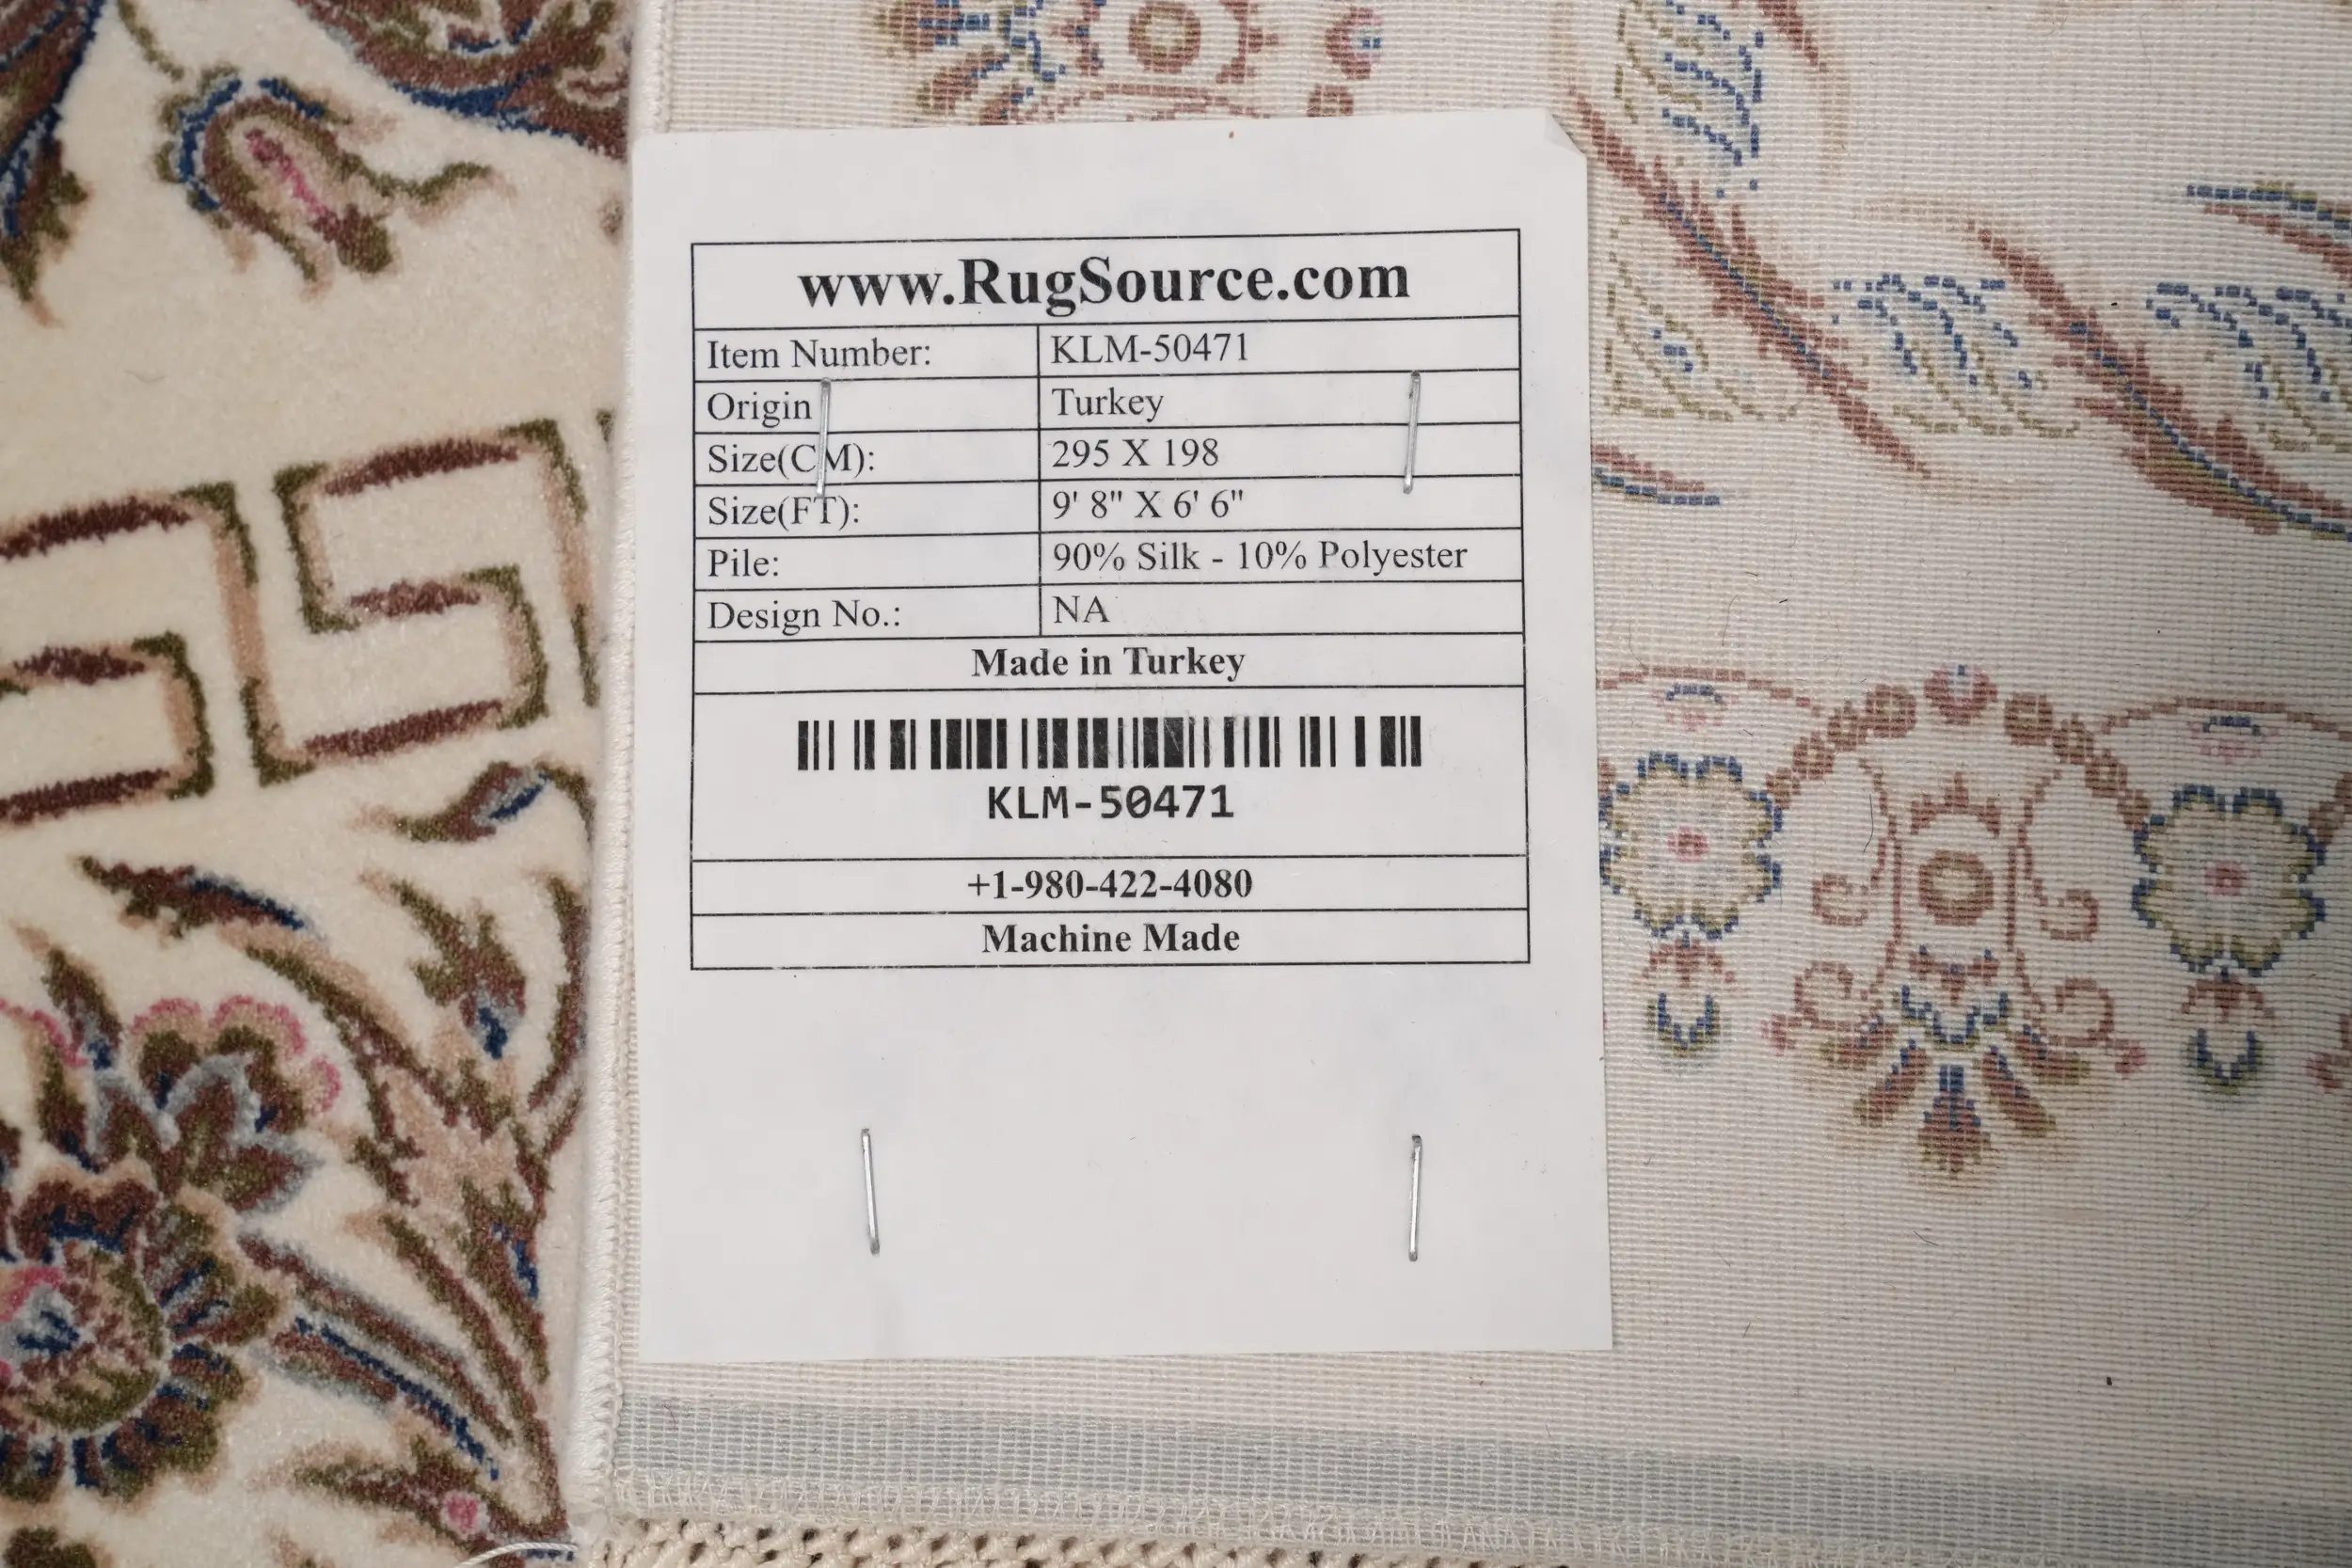 www.RugSource.com
Item Number: KLM-50471
Origin Turkey
Size(CM): 295 X 198
Size(FT): 9' 8" X 6' 6"
Pile: 90% Silk - 10% Polyester
Design No.: NA
Made in Turkey
KLM-50471
+1-980-422-4080
Machine Made